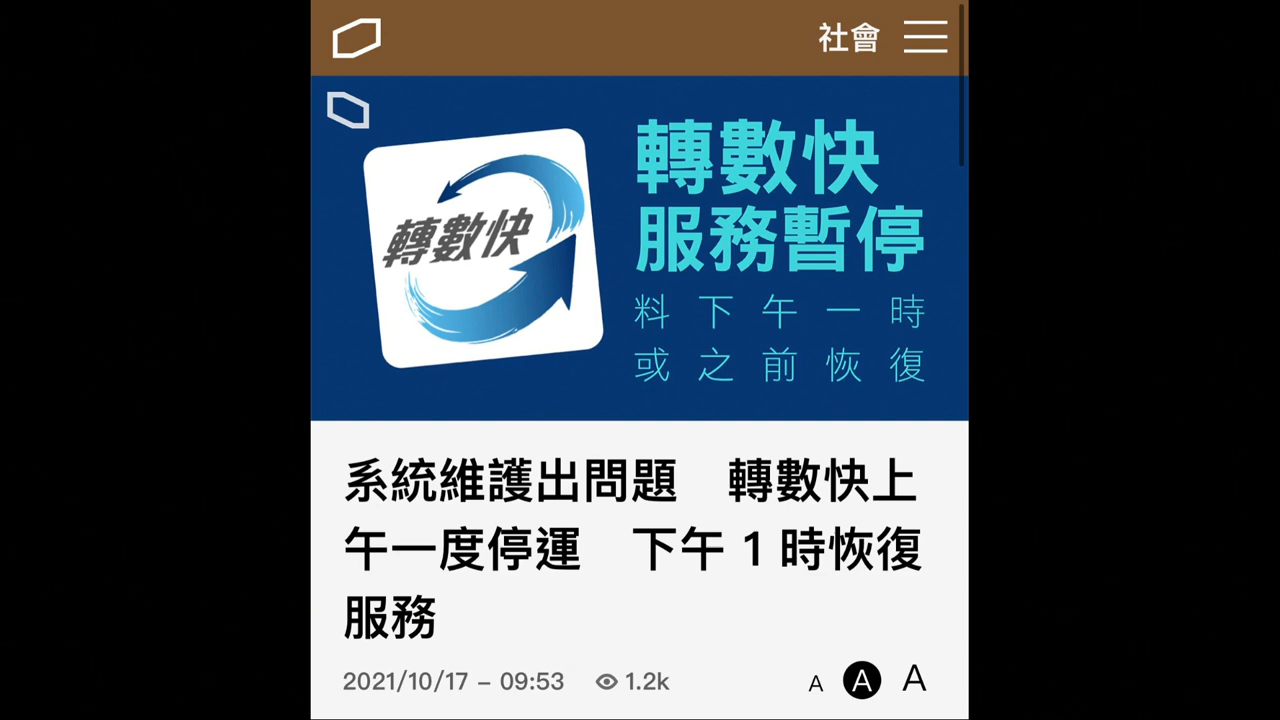 社會
轉數快
轉數快
服務暫停
料下午一時
或之前恢復
系統維護出問題　轉數快上
午一度停運　下午 1 時恢復
服務
2021/10/17 – 09:53 1.2k
A A A